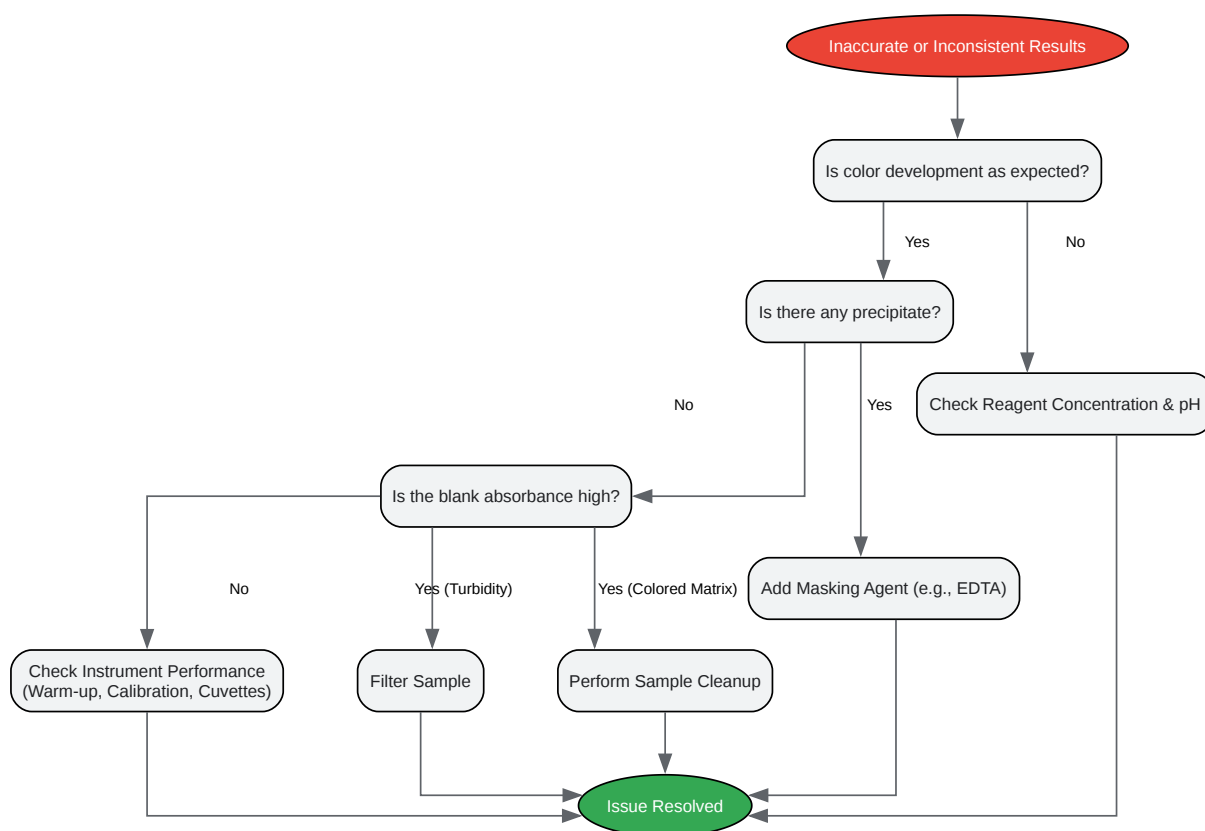 Inaccurate or Inconsistent Results
Is color development as expected?
Yes
No
Is there any precipitate?
Check Reagent Concentration & pH
No
Yes
Is the blank absorbance high?
No
Yes (Turbidity)
Yes (Colored Matrix)
Add Masking Agent (e.g., EDTA)
Check Instrument Performance
(Warm-up, Calibration, Cuvettes)
Filter Sample
Perform Sample Cleanup
Issue Resolved